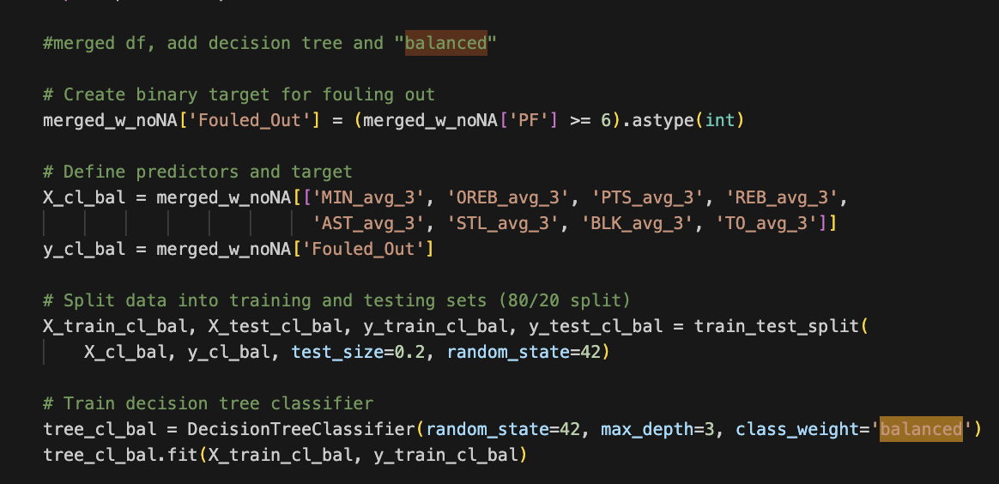 #merged df, add decision tree and "balanced"
# Create binary target for fouling out
merged_w_noNA['Fouled_Out'] = (merged_w_noNA['PF'] >= 6).astype(int)
# Define predictors and target
X_cl_bal = merged_w_noNA[['MIN_avg_3', 'OREB_avg_3', 'PTS_avg_3', 'REB_avg_3',
'AST_avg_3', 'STL_avg_3', 'BLK_avg_3', 'TO_avg_3']]
y_cl_bal = merged_w_noNA['Fouled_Out']
# Split data into training and testing sets (80/20 split)
X_train_cl_bal, X_test_cl_bal, y_train_cl_bal, y_test_cl_bal = train_test_split(
X_cl_bal, y_cl_bal, test_size=0.2, random_state=42)
# Train decision tree classifier
tree_cl_bal = DecisionTreeClassifier(random_state=42, max_depth=3, class_weight='balanced')
tree_cl_bal.fit(X_train_cl_bal, y_train_cl_bal)